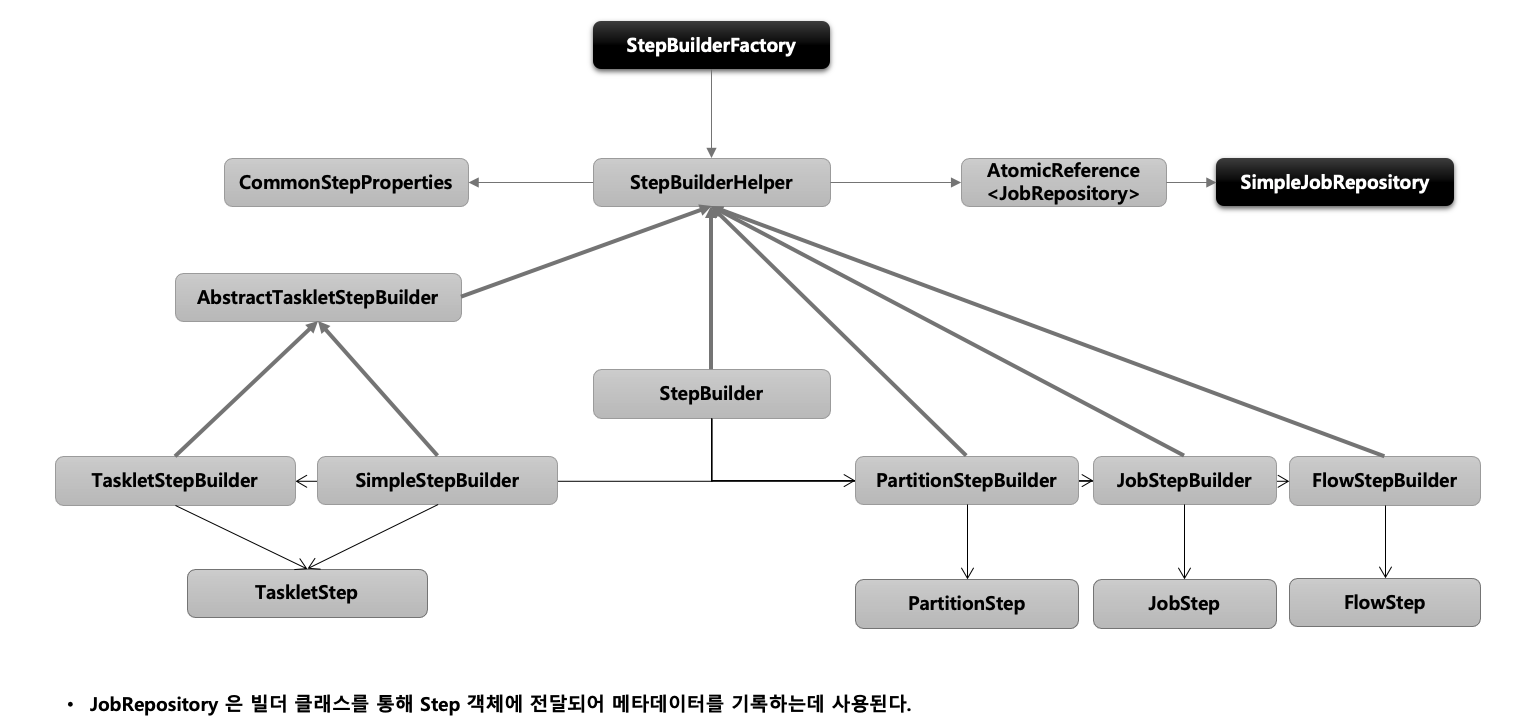 StepBuilderFactory
CommonStepProperties
StepBuilderHelper
AtomicReference
<JobRepository>
SimpleJobRepository
AbstractTaskletStepBuilder
StepBuilder
TaskletStepBuilder
SimpleStepBuilder
PartitionStepBuilder
JobStepBuilder
FlowStepBuilder
TaskletStep
PartitionStep
JobStep
FlowStep
• JobRepository 은 빌더 클래스를 통해 Step 객체에 전달되어 메타데이터를 기록하는데 사용된다.